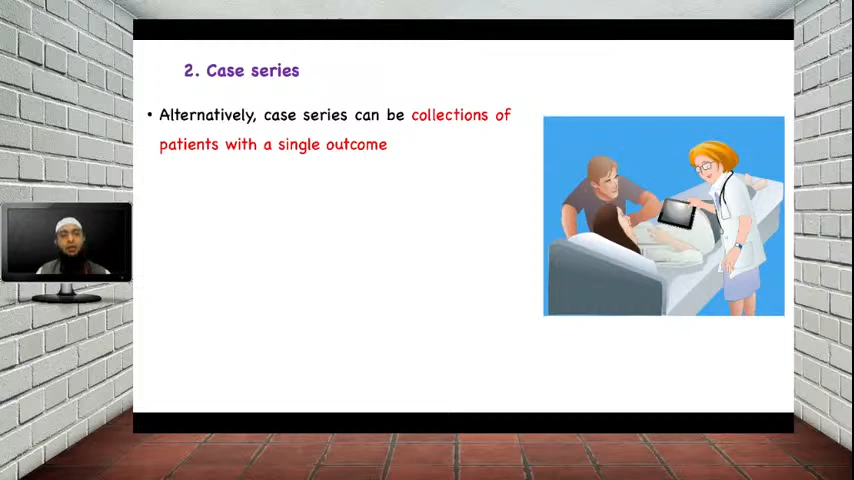 2. Case series
• Alternatively, case series can be collections of
patients with a single outcome